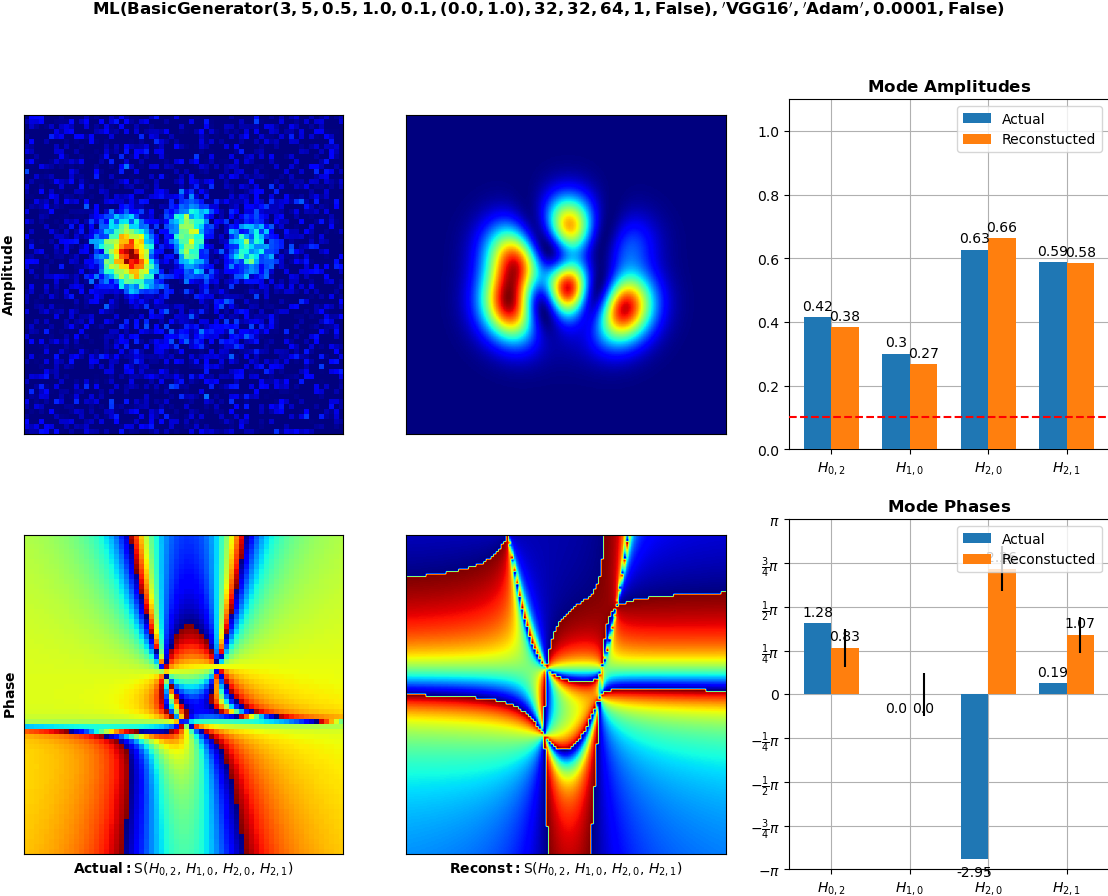 ML(BasicGenerator(3, 5, 0.5, 1.0, 0.1, (0.0, 1.0), 32, 32, 64, 1, False), ′VGG16′, ′Adam′, 0.0001, False)
Amplitude
Mode Amplitudes
Actual
Reconstucted
1.0
0.8
0.6
0.4
0.2
0.0
0.42
0.38
0.3
0.27
0.63
0.66
0.59
0.58
H0,2
H1,0
H2,0
H2,1
Phase
Actual: S(H0,2, H1,0, H2,0, H2,1)
Reconst: S(H0,2, H1,0, H2,0, H2,1)
Mode Phases
Actual
Reconstucted
π
3/4π
1/2π
1/4π
0
−1/4π
−1/2π
−3/4π
−π
1.28
0.83
0.0
0.0
-2.95
0.19
1.07
H0,2
H1,0
H2,0
H2,1